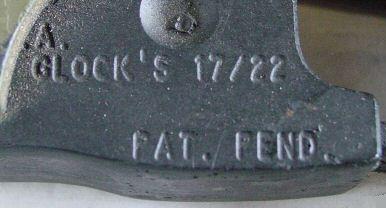 A.
GLOCK'S 17/22
PAT. PEND.